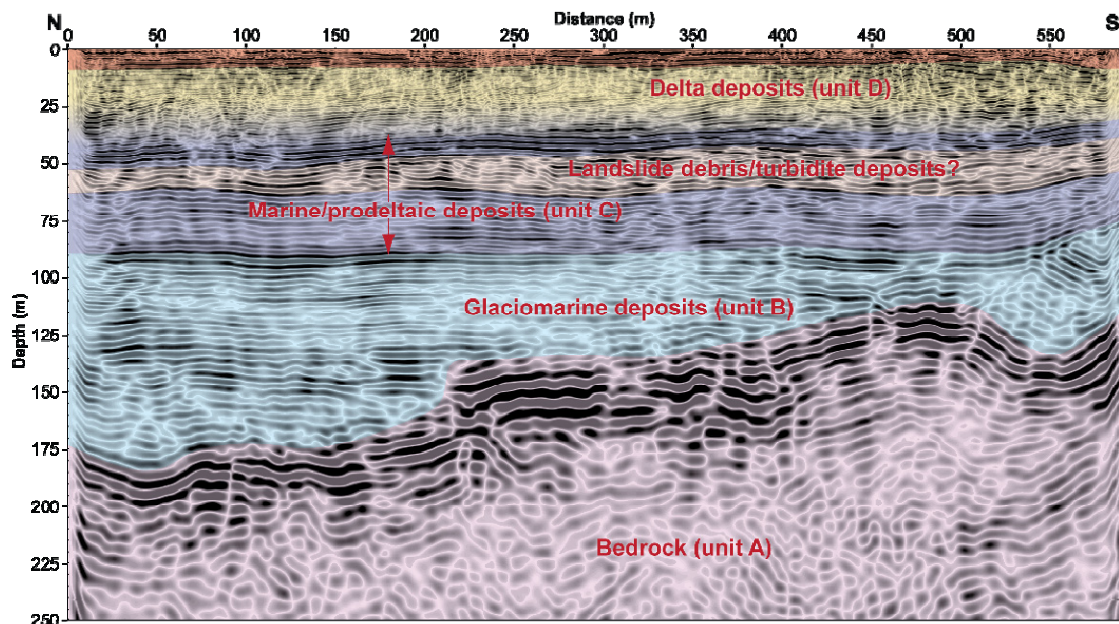 N Distance (m) S
0 50 100 150 200 250 300 350 400 450 500 550
0
25
50
75
100
125
150
175
200
225
250
Depth (m)
Delta deposits (unit D)
Landslide debris/turbidite deposits?
Marine/prodeltaic deposits (unit C)
Glaciomarine deposits (unit B)
Bedrock (unit A)